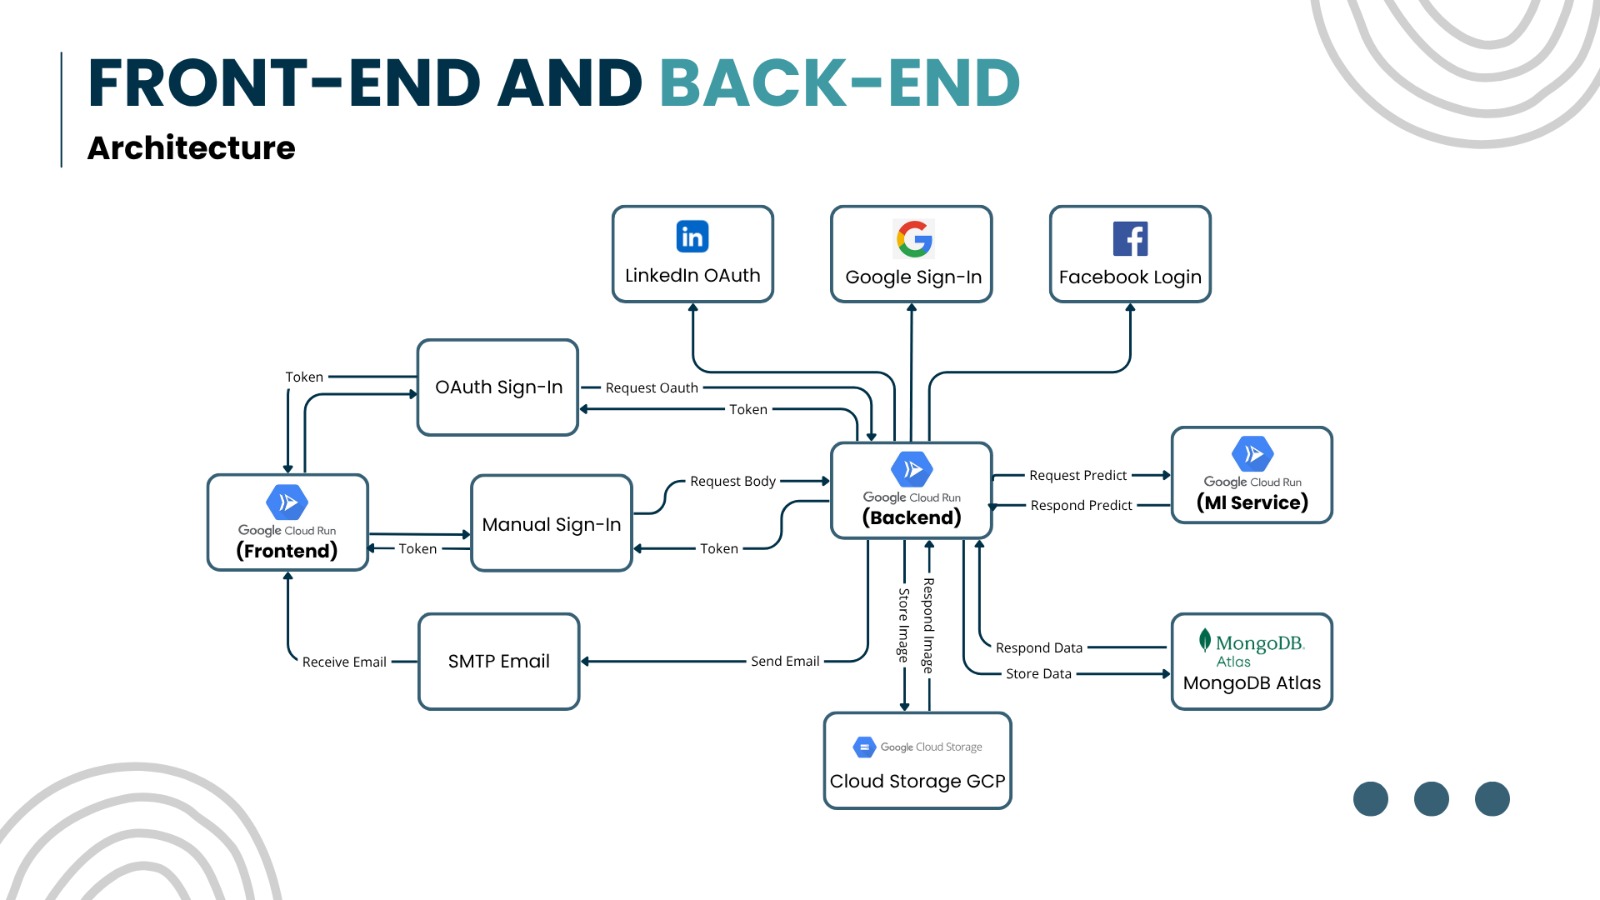 FRONT-END AND BACK-END
Architecture
in
LinkedIn OAuth
Google Sign-In
f
Facebook Login
Token
OAuth Sign-In
Request Oauth
Token
Google Cloud Run
(Frontend)
Token
Manual Sign-In
Request Body
Token
Google Cloud Run
(Backend)
Request Predict
Respond Predict
Google Cloud Run
(Ml Service)
Receive Email
SMTP Email
Send Email
Store Image
Respond Image
Respond Data
Store Data
MongoDB.
Atlas
MongoDB Atlas
Google Cloud Storage
Cloud Storage GCP